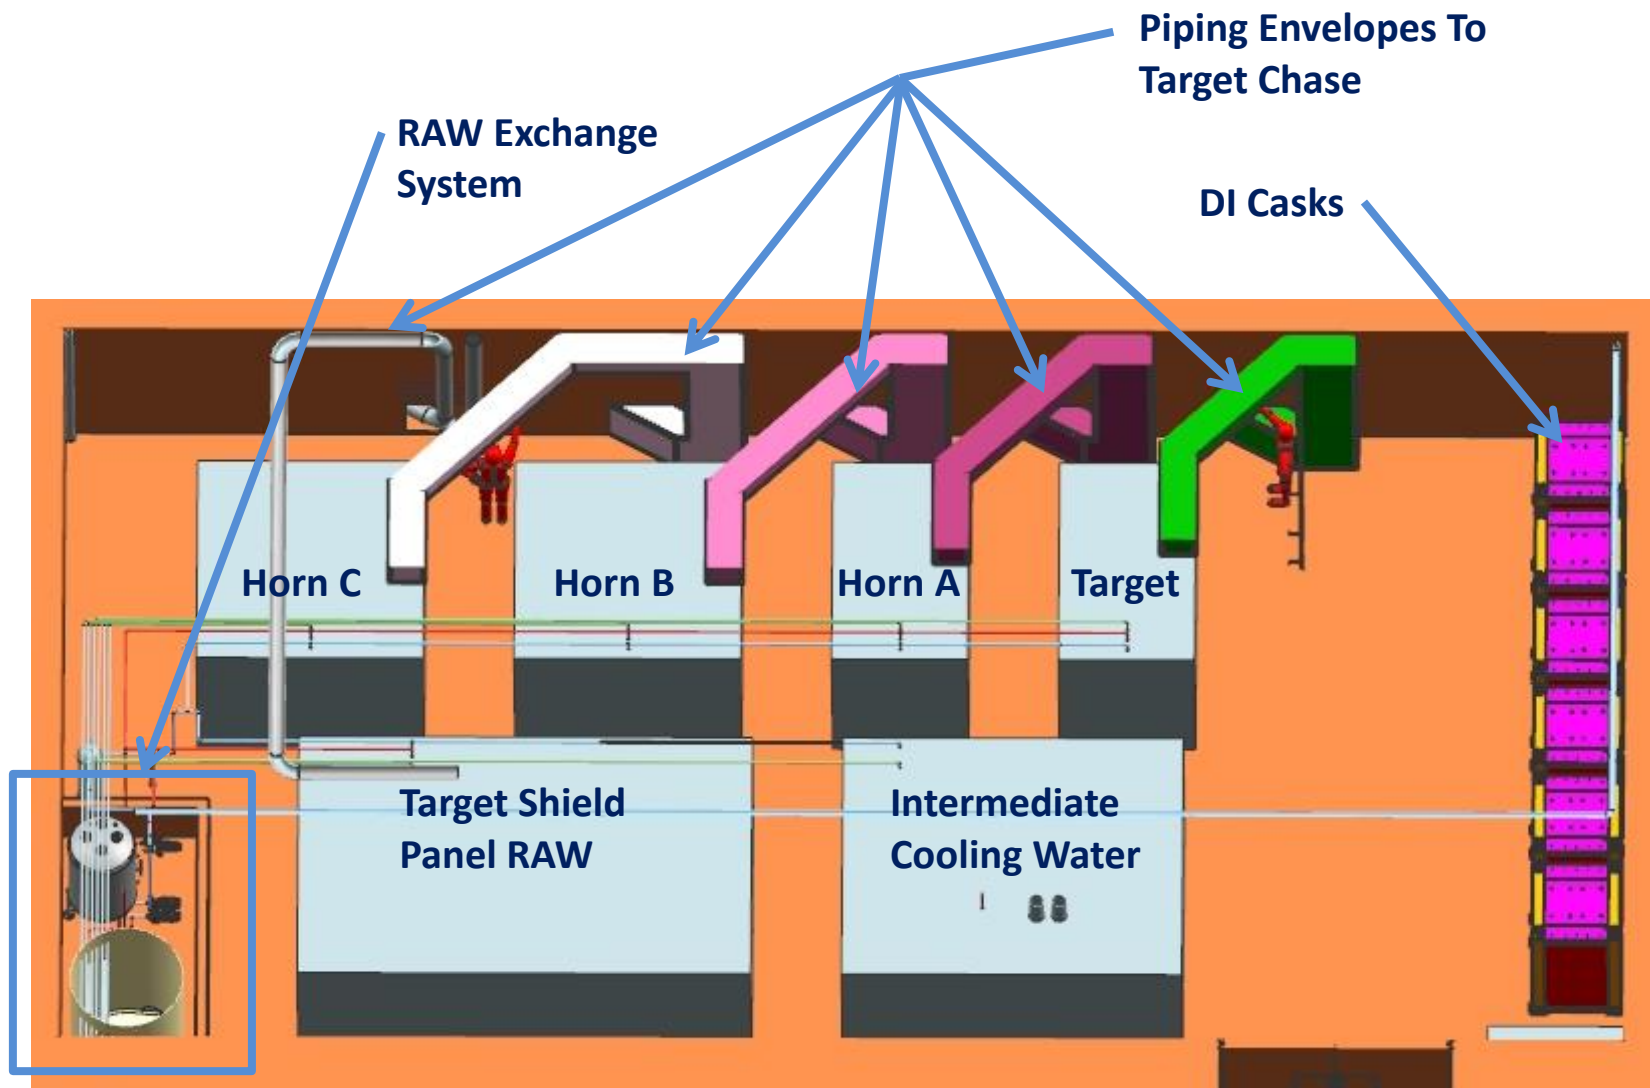 Piping Envelopes To
Target Chase
RAW Exchange
System
DI Casks
Horn C
Horn B
Horn A
Target
Target Shield
Panel RAW
Intermediate
Cooling Water